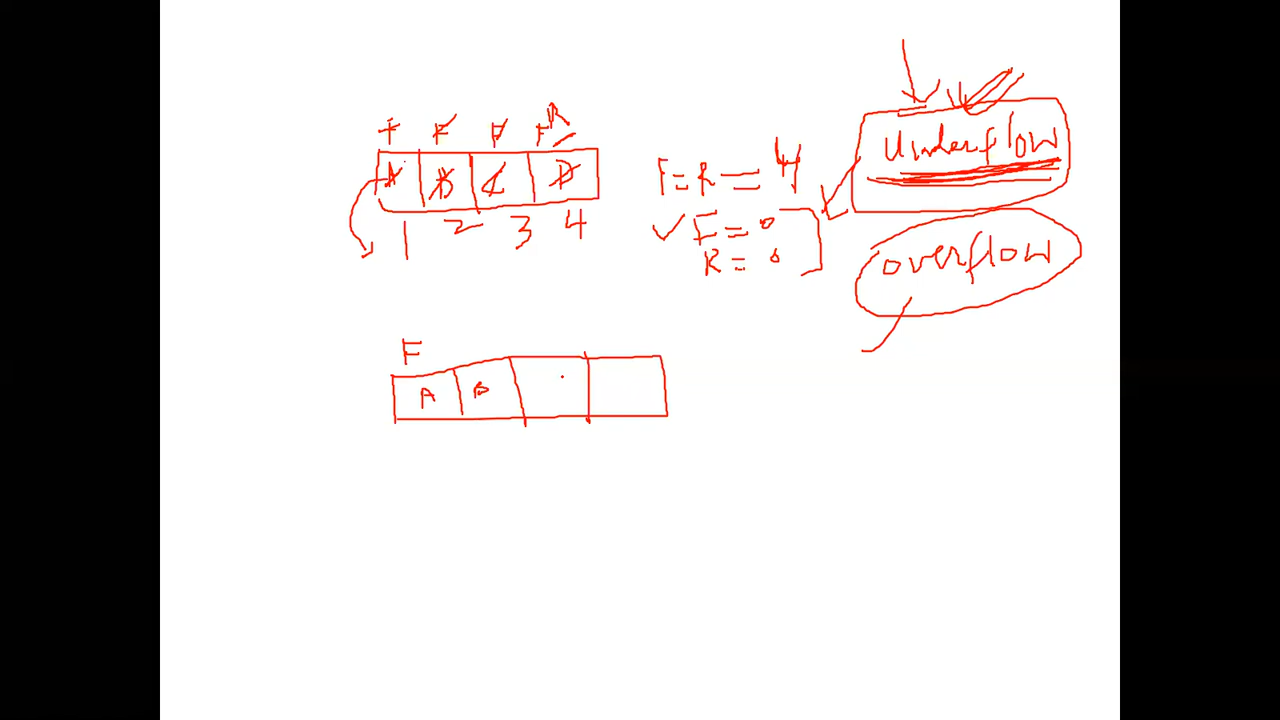 F F F F R
A B C D
1 2 3 4
F = R = 4
F = 0
R = 0
Underflow
overflow
F
A B